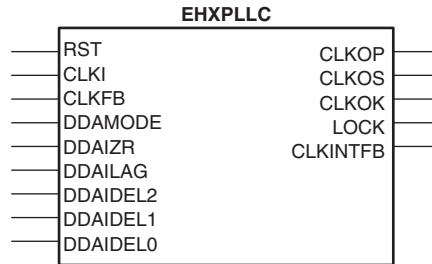 EHXPLLC
RST
CLKI
CLKFB
DDAMODE
DDAIZR
DDAILAG
DDAIDEL2
DDAIDEL1
DDAIDEL0
CLKOP
CLKOS
CLKOK
LOCK
CLKINTFB